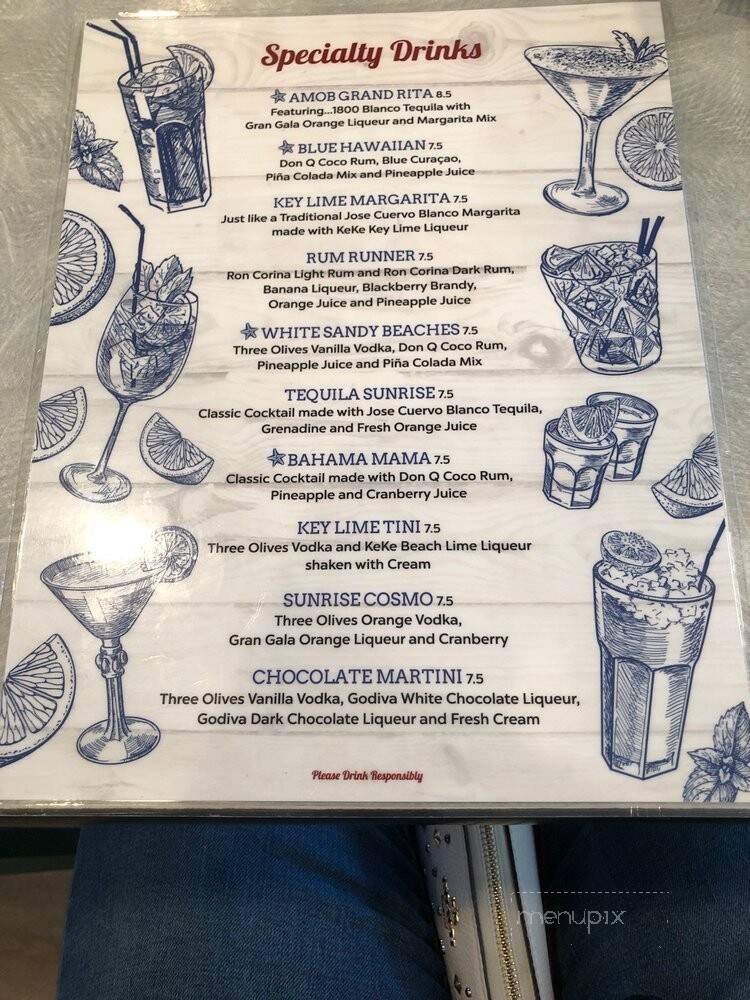 Specialty Drinks
AMOB GRAND RITA 8.5
Featuring...1800 Blanco Tequila with
Gran Gala Orange Liqueur and Margarita Mix
BLUE HAWAIIAN 7.5
Don Q Coco Rum, Blue Curaçao,
Piña Colada Mix and Pineapple Juice
KEY LIME MARGARITA 7.5
Just like a Traditional Jose Cuervo Blanco Margarita
made with KeKe Key Lime Liqueur
RUM RUNNER 7.5
Ron Corina Light Rum and Ron Corina Dark Rum,
Banana Liqueur, Blackberry Brandy,
Orange Juice and Pineapple Juice
WHITE SANDY BEACHES 7.5
Three Olives Vanilla Vodka, Don Q Coco Rum,
Pineapple Juice and Piña Colada Mix
TEQUILA SUNRISE 7.5
Classic Cocktail made with Jose Cuervo Blanco Tequila,
Grenadine and Fresh Orange Juice
BAHAMA MAMA 7.5
Classic Cocktail made with Don Q Coco Rum,
Pineapple and Cranberry Juice
KEY LIME TINI 7.5
Three Olives Vodka and KeKe Beach Lime Liqueur
shaken with Cream
SUNRISE COSMO 7.5
Three Olives Orange Vodka,
Gran Gala Orange Liqueur and Cranberry
CHOCOLATE MARTINI 7.5
Three Olives Vanilla Vodka, Godiva White Chocolate Liqueur,
Godiva Dark Chocolate Liqueur and Fresh Cream
Please Drink Responsibly
menupix